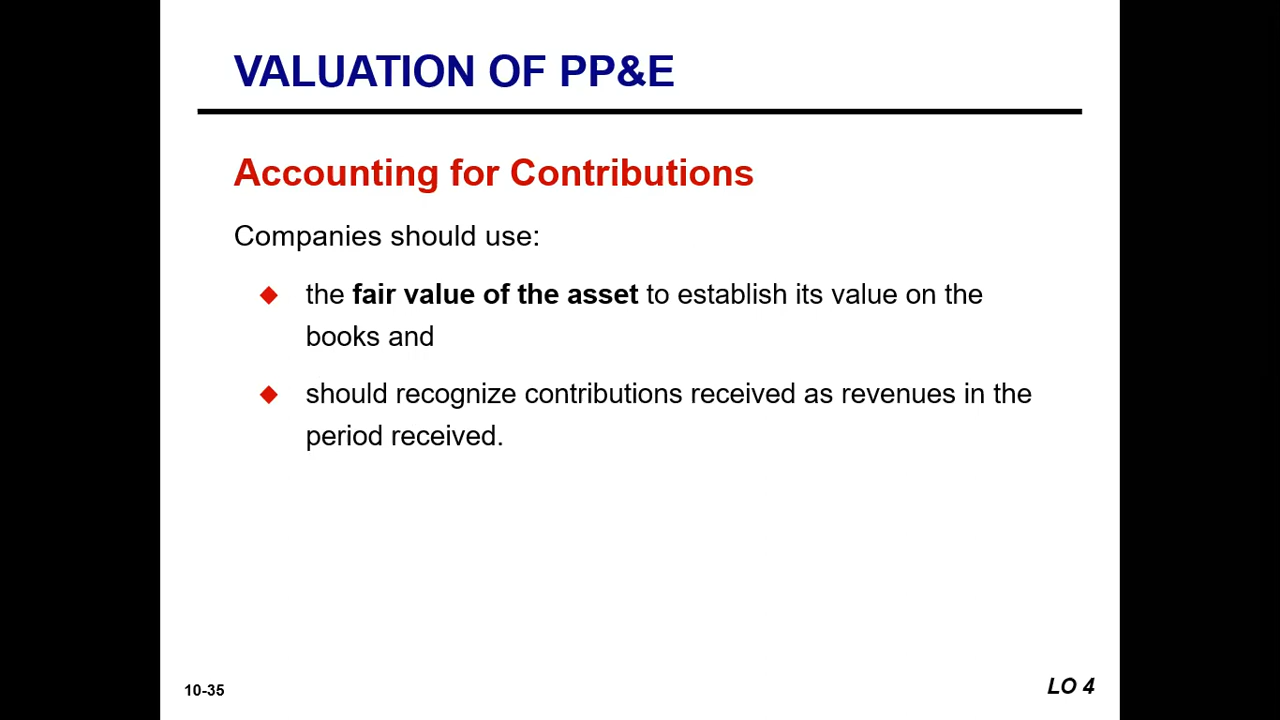 VALUATION OF PP&E
Accounting for Contributions
Companies should use:
the fair value of the asset to establish its value on the
books and
should recognize contributions received as revenues in the
period received.
10-35
LO 4